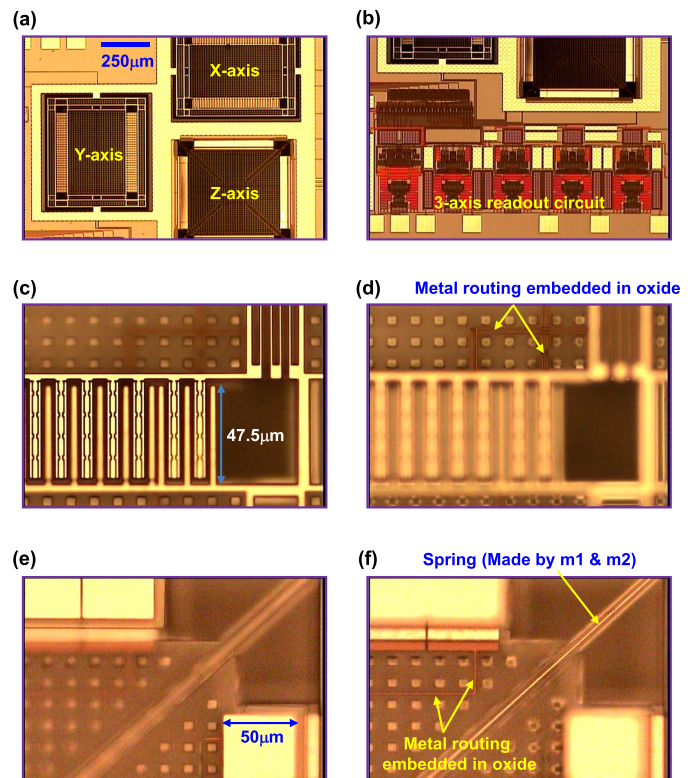 (a)
(b)
250μm
X-axis
Y-axis
Z-axis
3-axis readout circuit
(c)
(d)
Metal routing embedded in oxide
47.5μm
(e)
(f)
Spring (Made by m1 & m2)
50μm
Metal routing
embedded in oxide